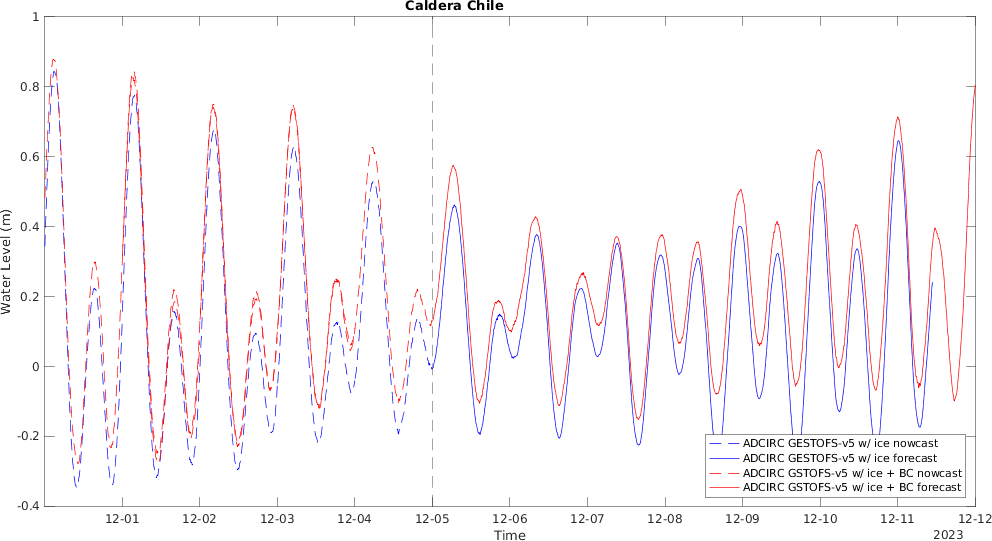 Caldera Chile
Water Level (m)
1
0.8
0.6
0.4
0.2
0
-0.2
-0.4
12-01 12-02 12-03 12-04 12-05 12-06 12-07 12-08 12-09 12-10 12-11 12-12
Time
2023
ADCIRC GESTOFS-v5 w/ ice nowcast
ADCIRC GESTOFS-v5 w/ ice forecast
ADCIRC GSTOFS-v5 w/ ice + BC nowcast
ADCIRC GSTOFS-v5 w/ ice + BC forecast